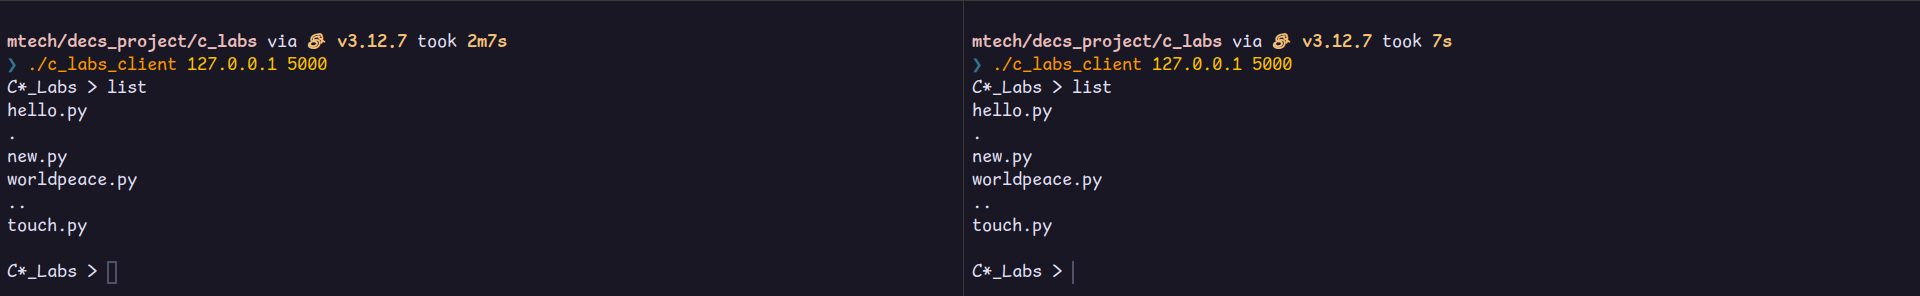 mtech/decs_project/c_labs via v3.12.7 took 2m7s
❯ ./c_labs_client 127.0.0.1 5000
C*_Labs > list
hello.py
.
new.py
worldpeace.py
..
touch.py
C*_Labs >
mtech/decs_project/c_labs via v3.12.7 took 7s
❯ ./c_labs_client 127.0.0.1 5000
C*_Labs > list
hello.py
.
new.py
worldpeace.py
..
touch.py
C*_Labs >